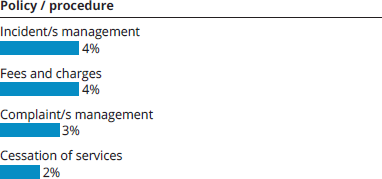 Policy / procedure
Incident/s management
4%
Fees and charges
4%
Complaint/s management
3%
Cessation of services
2%